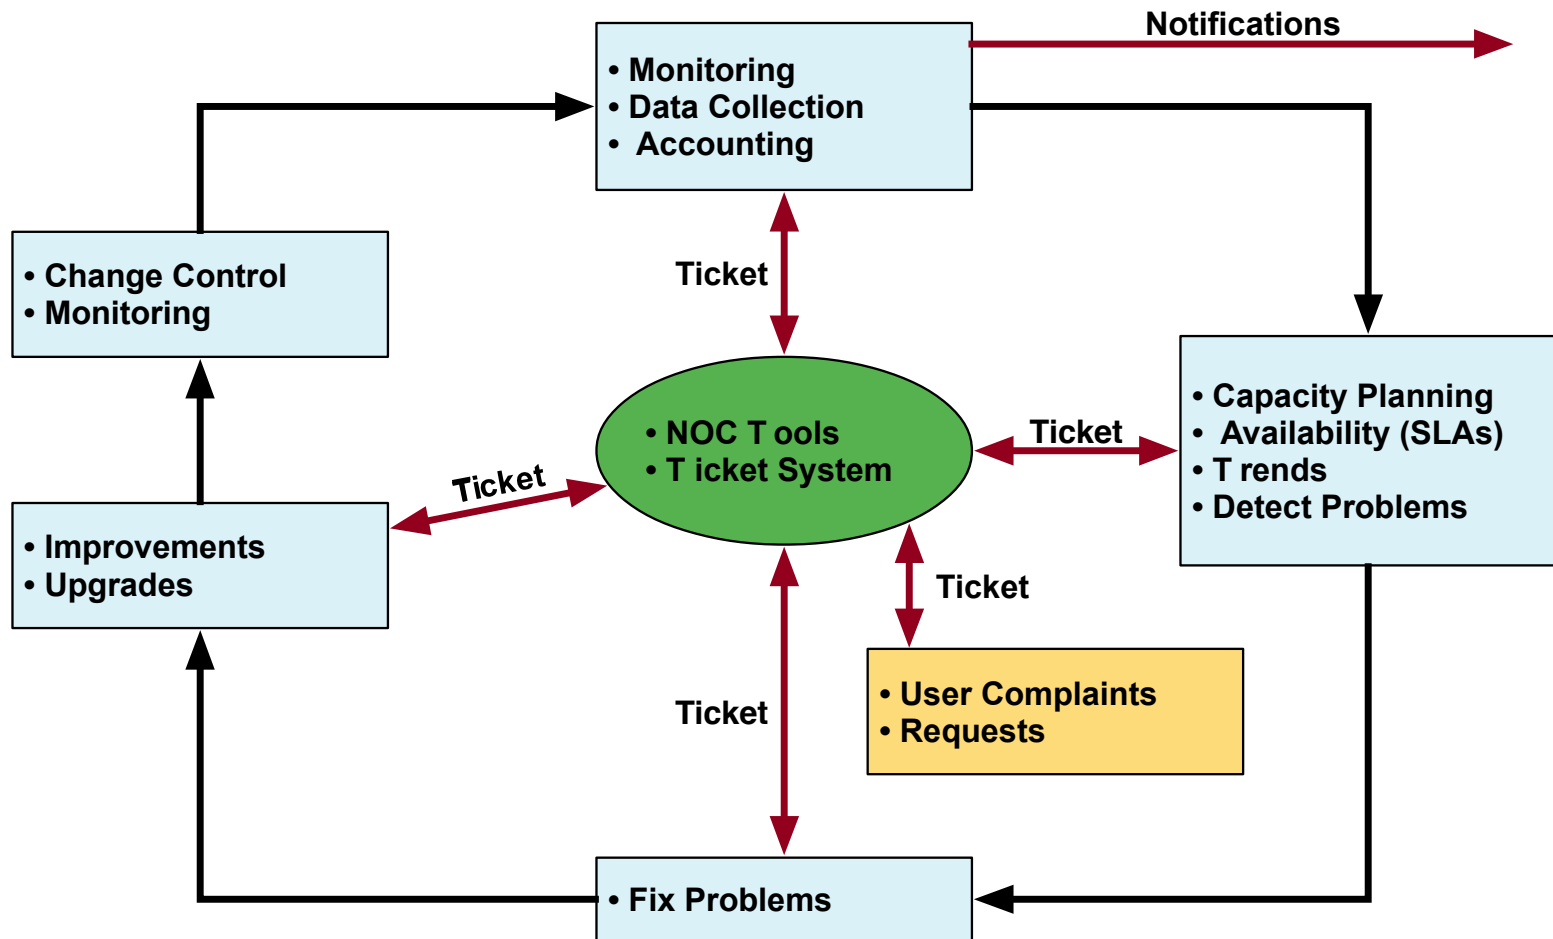 Notifications
• Monitoring
• Data Collection
• Accounting
Ticket
• Change Control
• Monitoring
• Capacity Planning
• Availability (SLAs)
• T rends
• Detect Problems
Ticket
• NOC T ools
• T icket System
Ticket
• Improvements
• Upgrades
Ticket
• User Complaints
• Requests
Ticket
• Fix Problems